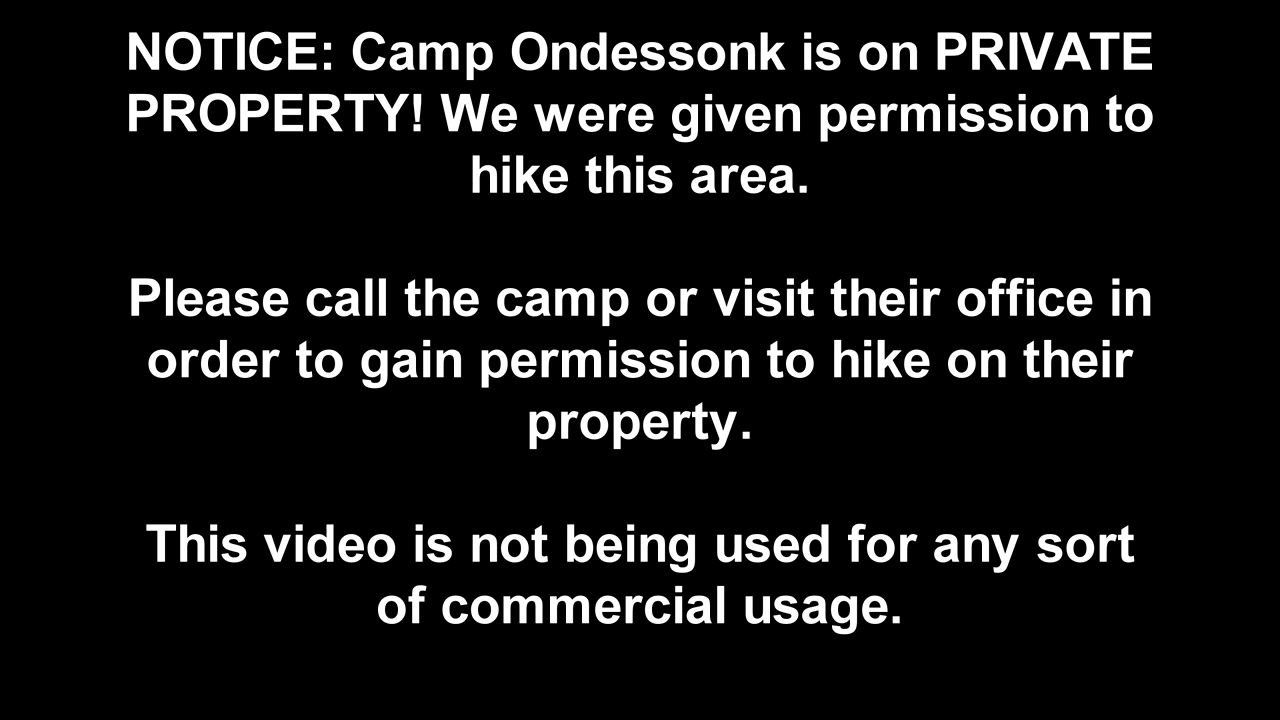 NOTICE: Camp Ondessonk is on PRIVATE
PROPERTY! We were given permission to
hike this area.
Please call the camp or visit their office in
order to gain permission to hike on their
property.
This video is not being used for any sort
of commercial usage.